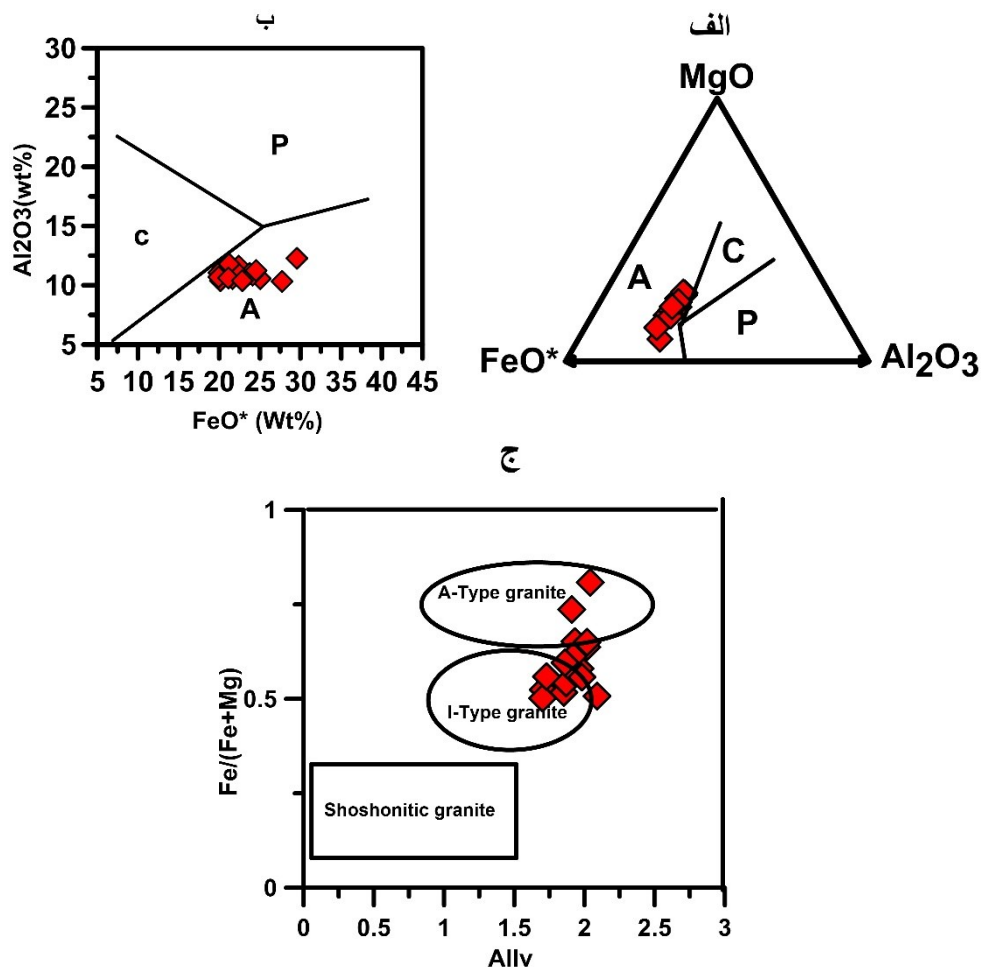 الف
MgO
A
C
P
FeO*
Al2O3
ب
30
25
20
15
10
5
Al2O3(wt%)
P
c
A
5 10 15 20 25 30 35 40 45
FeO* (Wt%)
ج
1
0.5
0
Fe/(Fe+Mg)
A-Type granite
I-Type granite
Shoshonitic granite
0 0.5 1 1.5 2 2.5 3
AlIv